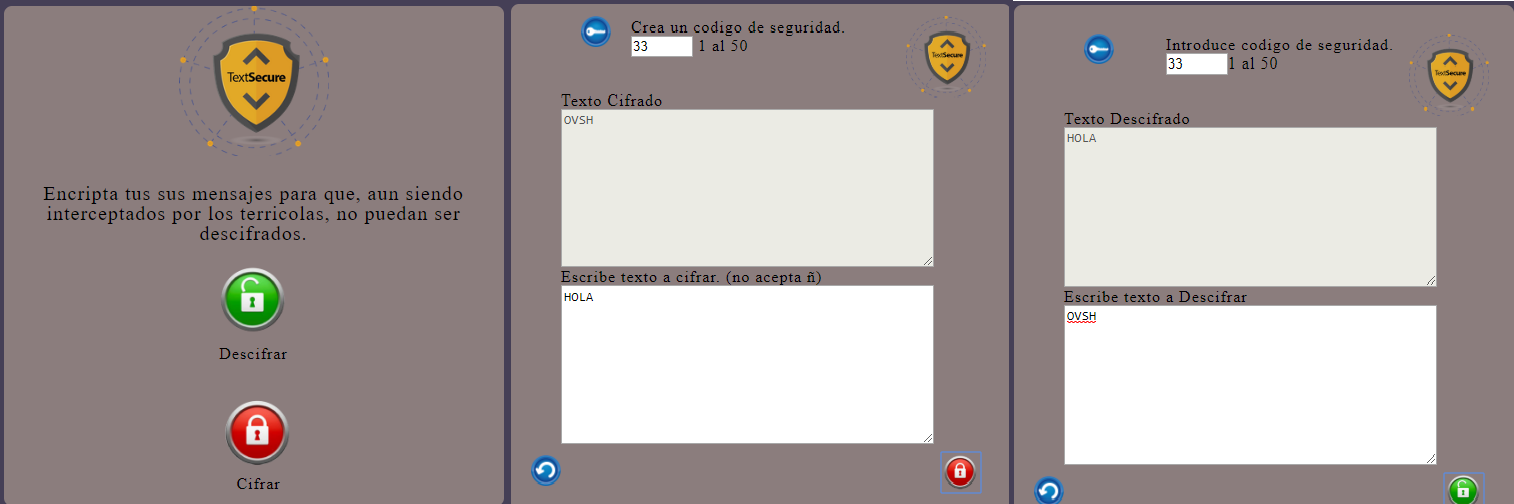 TextSecure
Encripta tus sus mensajes para que, aun siendo
interceptados por los terricolas, no puedan ser
descifrados.
Descifrar
Cifrar
Crea un codigo de seguridad.
33 1 al 50
TextSecure
Texto Cifrado
OVSH
Escribe texto a cifrar. (no acepta ñ)
HOLA
Introduce codigo de seguridad.
33 1 al 50
TextSecure
Texto Descifrado
HOLA
Escribe texto a Descifrar
OVSH